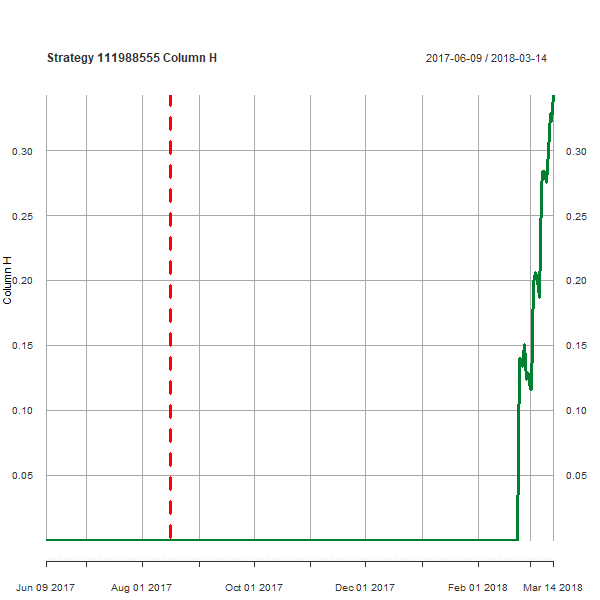 Strategy 111988555 Column H
2017-06-09 / 2018-03-14
0.30
0.30
0.25
0.25
Column H
0.20
0.20
0.15
0.15
0.10
0.10
0.05
0.05
Jun 09 2017
Aug 01 2017
Oct 01 2017
Dec 01 2017
Feb 01 2018
Mar 14 2018